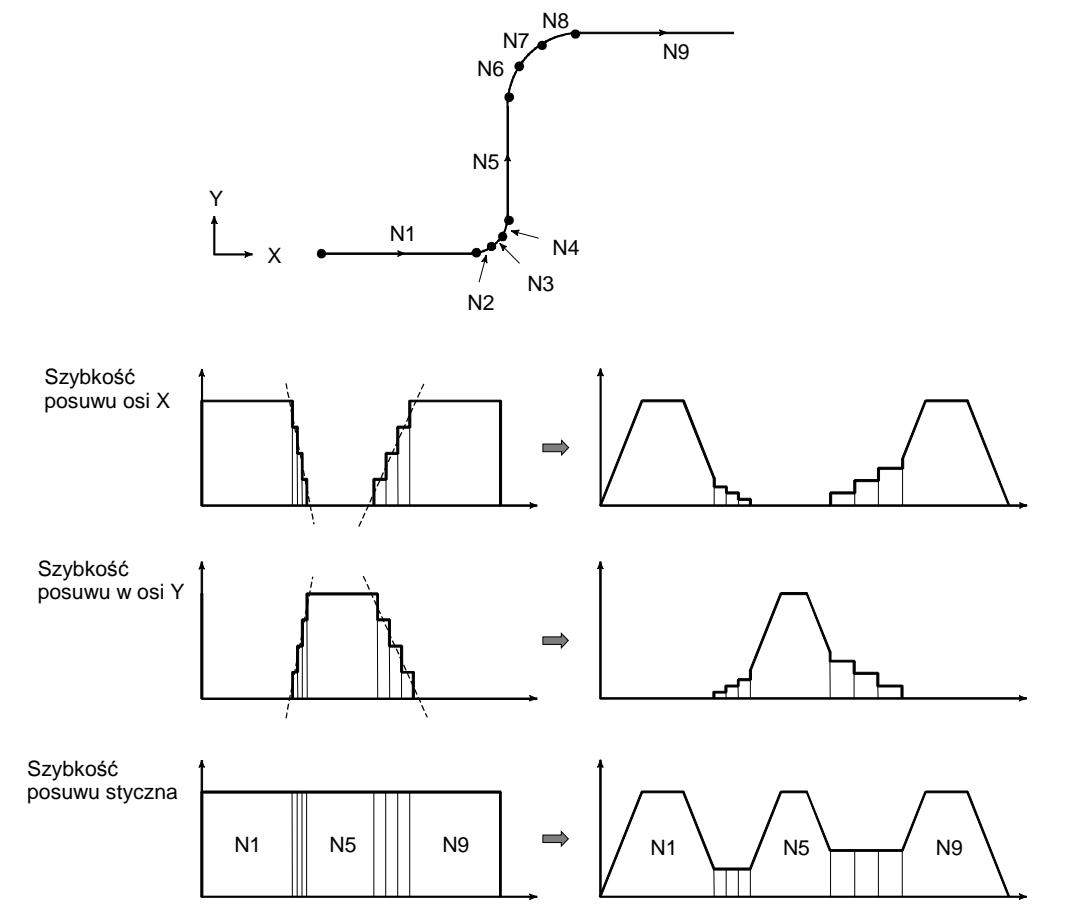 N8
N7
N9
N6
N5
Y
N1
X
N4
N3
N2
Szybkość
posuwu osi X
Szybkość
posuwu w osi Y
Szybkość
posuwu styczna
N1 N5 N9
N1 N5 N9